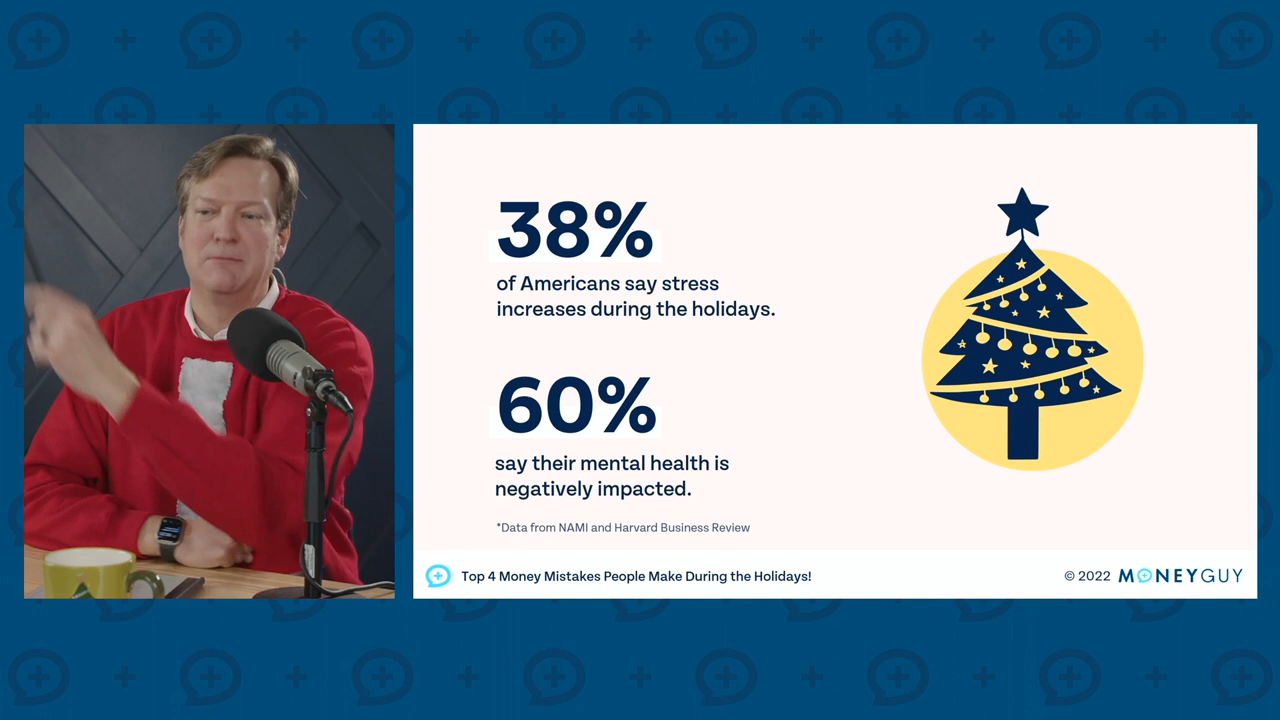 38%
of Americans say stress
increases during the holidays.
60%
say their mental health is
negatively impacted.
*Data from NAMI and Harvard Business Review
Top 4 Money Mistakes People Make During the Holidays!
© 2022 MONEYGUY